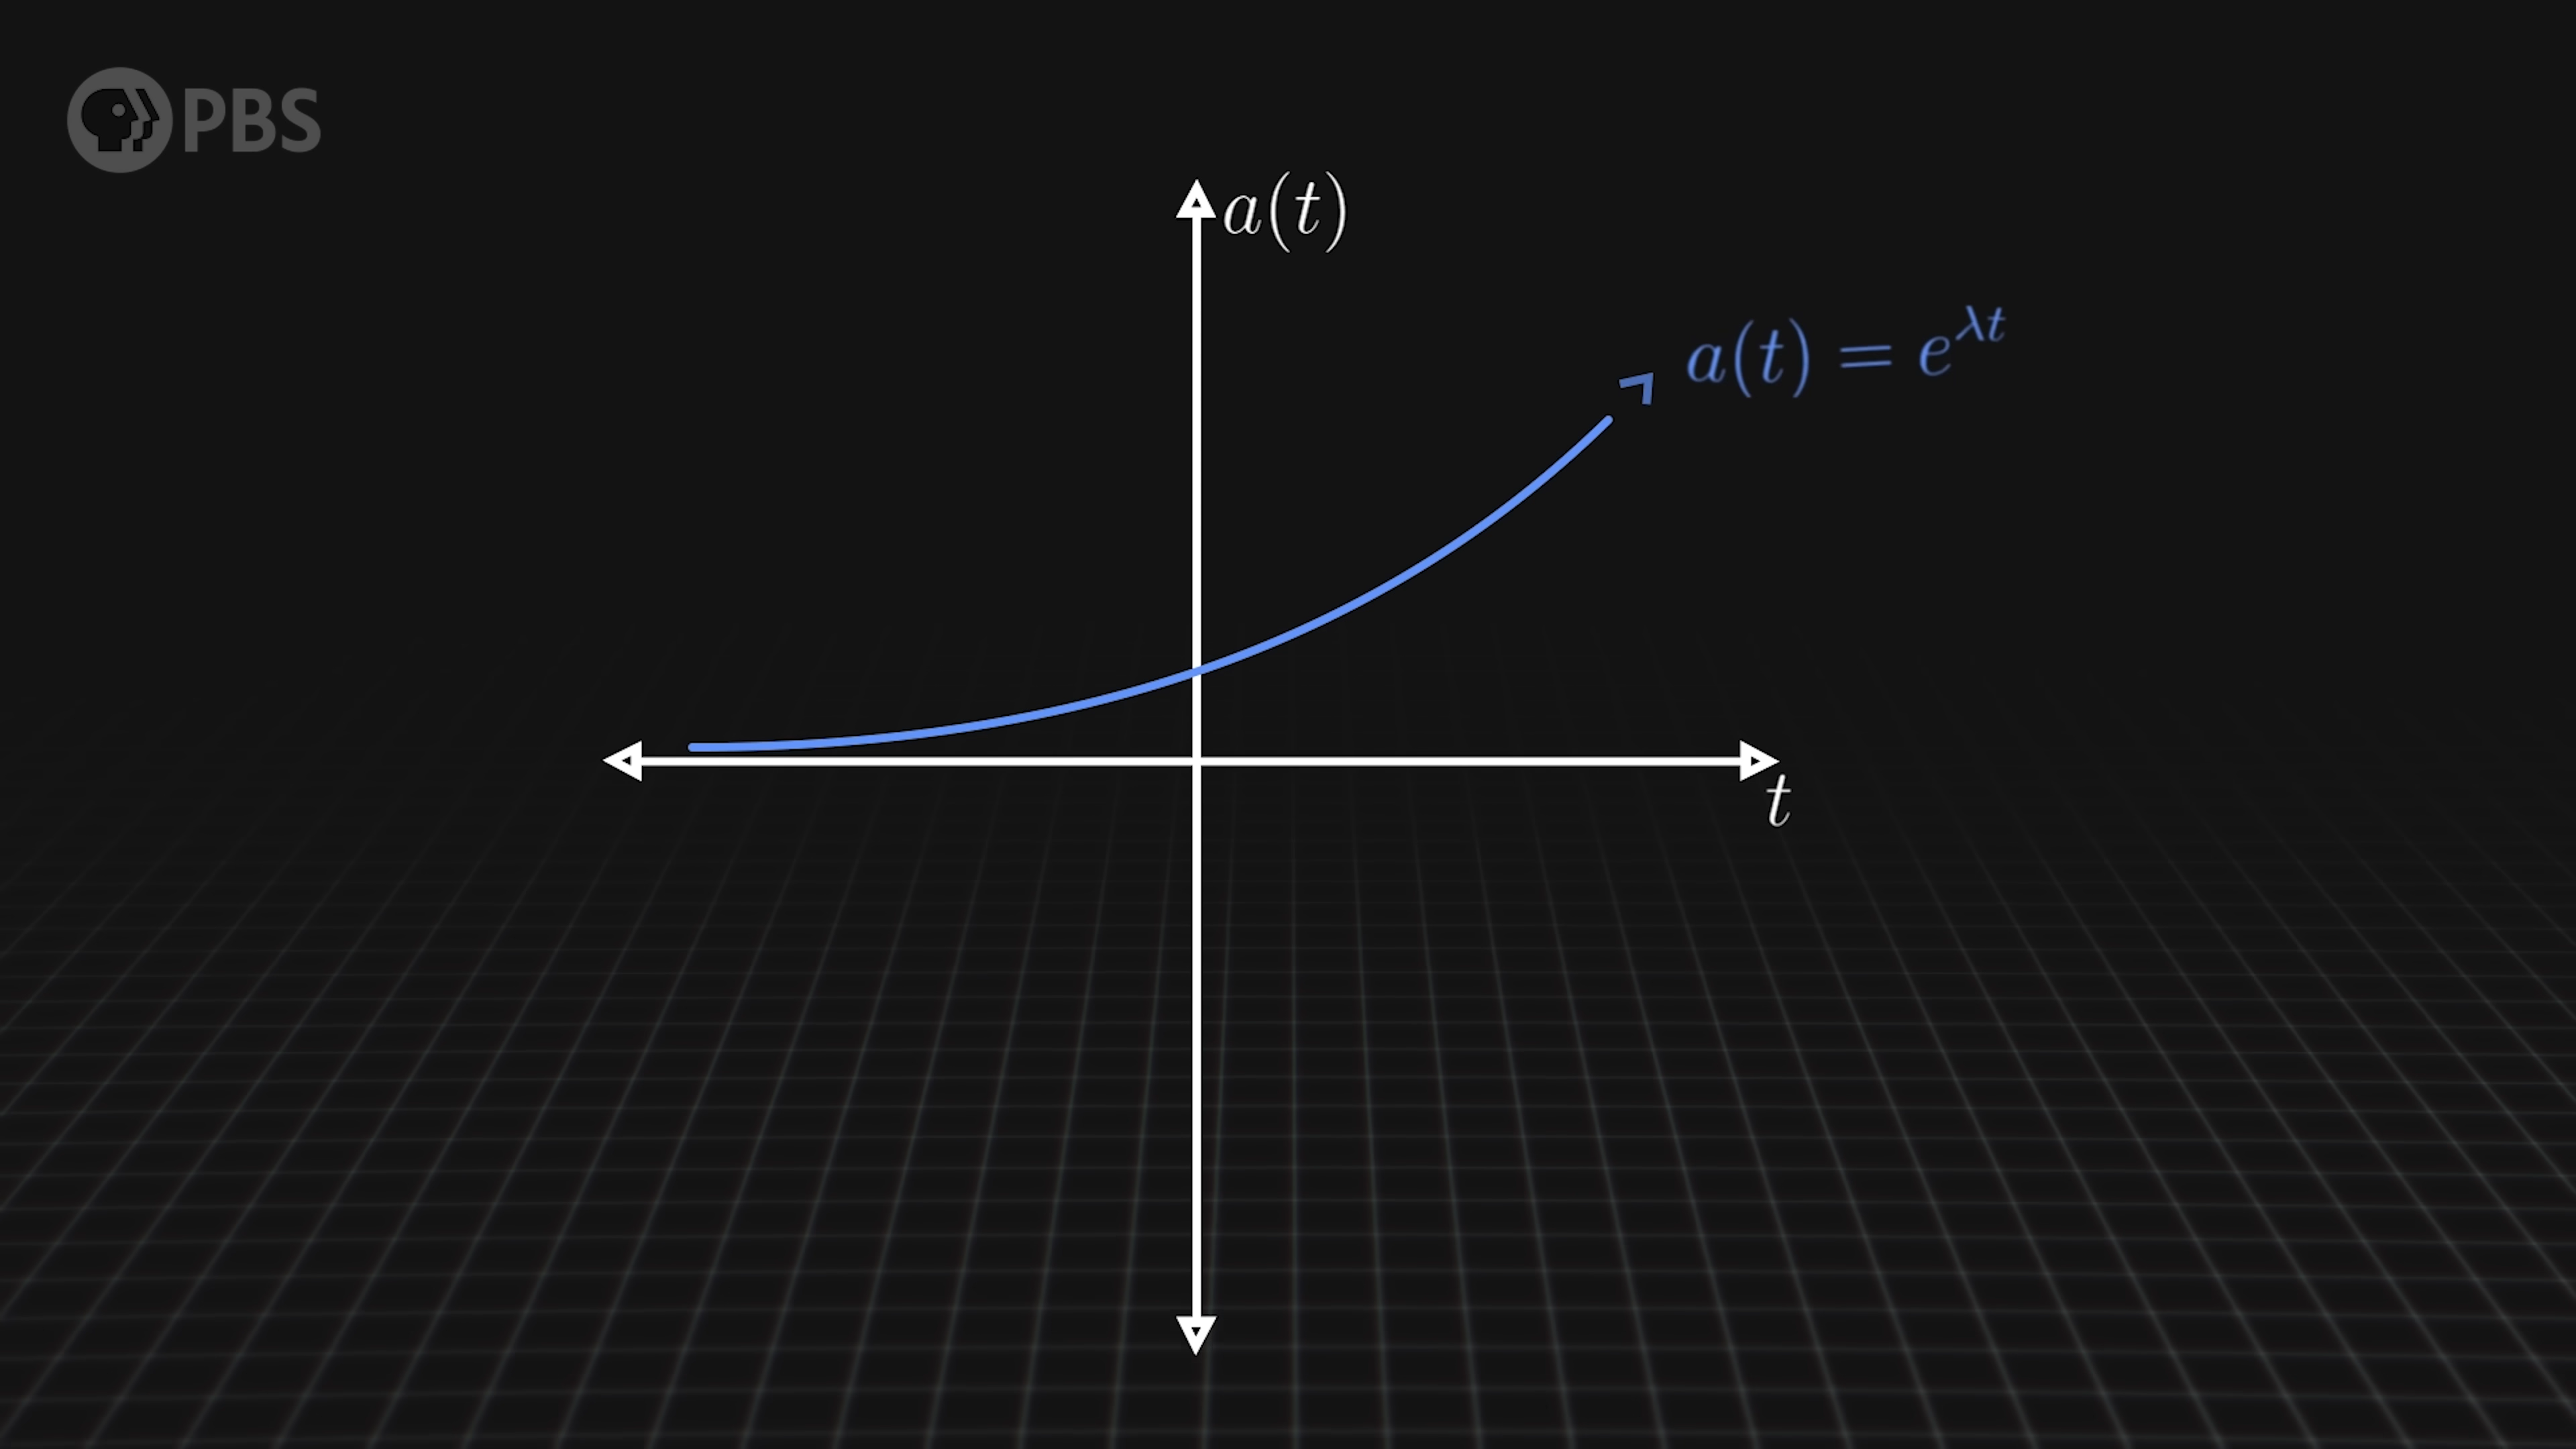 PBS
a(t)
a(t) = e^{λt}
t